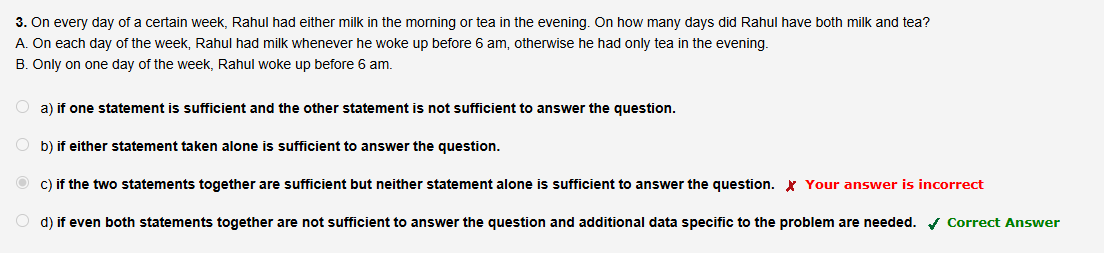 3. On every day of a certain week, Rahul had either milk in the morning or tea in the evening. On how many days did Rahul have both milk and tea?
A. On each day of the week, Rahul had milk whenever he woke up before 6 am, otherwise he had only tea in the evening.
B. Only on one day of the week, Rahul woke up before 6 am.
a) if one statement is sufficient and the other statement is not sufficient to answer the question.
b) if either statement taken alone is sufficient to answer the question.
c) if the two statements together are sufficient but neither statement alone is sufficient to answer the question. ✗ Your answer is incorrect
d) if even both statements together are not sufficient to answer the question and additional data specific to the problem are needed. ✓ Correct Answer